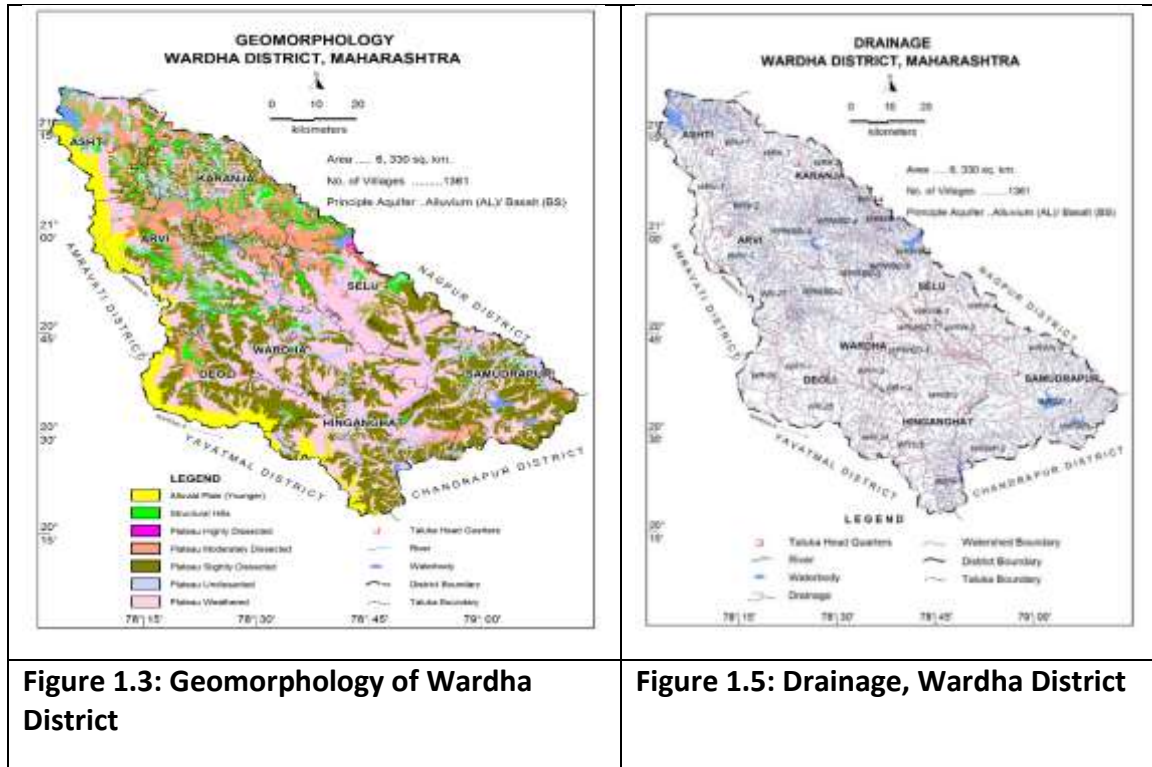 GEOMORPHOLOGY
WARDHA DISTRICT, MAHARASHTRA
0 10 20
kilometers
Area ..... 6, 330 sq. km.
No. of Villages ..........1361
Principle Aquifer ..Alluvium (AL)/ Basalt (BS)
21° 15'
21° 00'
20° 45'
20° 30'
20° 15'
ASHTI
KARANJA
ARVI
SELU
WARDHA
DEOLI
SAMUDRAPUR
HINGANGHA
AMRAVATI DISTRICT
NAGPUR DISTRICT
YAVATMAL DISTRICT
CHANDRAPUR DISTRICT
LEGEND
Alluvial Plain (Younger)
Structural Hills
Plateau Highly Dissected
Plateau Moderately Dissected
Plateau Slightly Dissected
Plateau Undissected
Plateau Weathered
Taluka Head Quarters
River
Waterbody
District Boundary
Taluka Boundary
78° 15'
78° 30'
78° 45'
79° 00'
Figure 1.3: Geomorphology of Wardha
District
DRAINAGE
WARDHA DISTRICT, MAHARASHTRA
0 10 20
kilometers
Area ..... 6, 330 sq. km.
No. of Villages ..........1361
Principle Aquifer ..Alluvium (AL)/ Basalt (BS)
21° 15'
21° 00'
20° 45'
20° 30'
20° 15'
ASHTI
KARANJA
ARVI
SELU
WARDHA
DEOLI
SAMUDRAPUR
HINGANGHAT
AMRAVATI DISTRICT
NAGPUR DISTRICT
YAVATMAL DISTRICT
CHANDRAPUR DISTRICT
LEGEND
Taluka Head Quarters
River
Waterbody
Drainage
Watershed Boundary
District Boundary
Taluka Boundary
78° 15'
78° 30'
78° 45'
79° 00'
Figure 1.5: Drainage, Wardha District